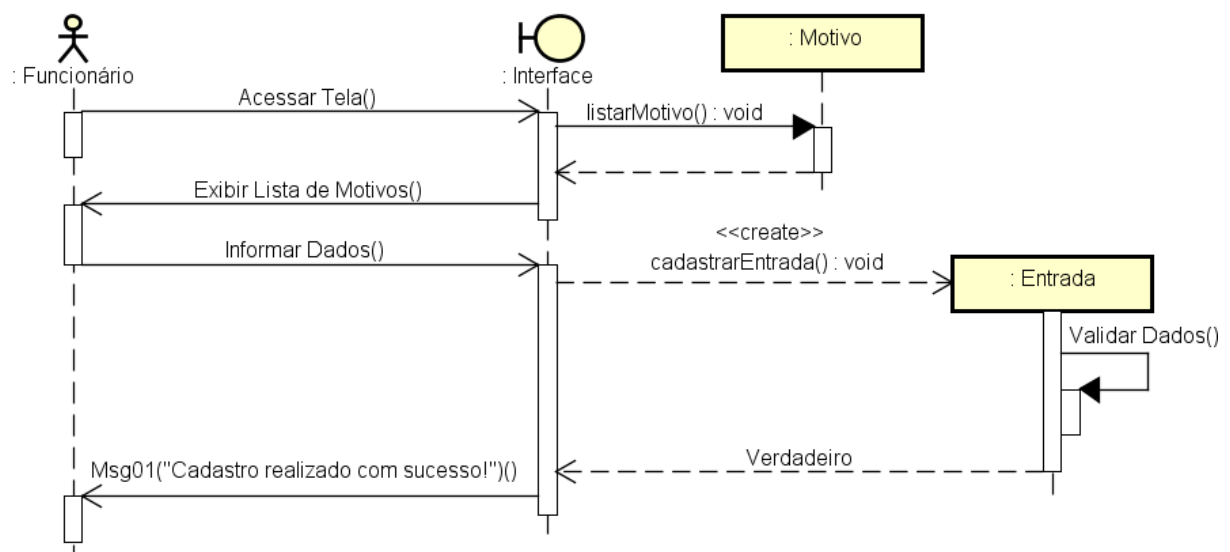 : Funcionário
: Interface
: Motivo
Acessar Tela()
listarMotivo() : void
Exibir Lista de Motivos()
Informar Dados()
<<create>>
cadastrarEntrada() : void
: Entrada
Validar Dados()
Verdadeiro
Msg01("Cadastro realizado com sucesso!")()